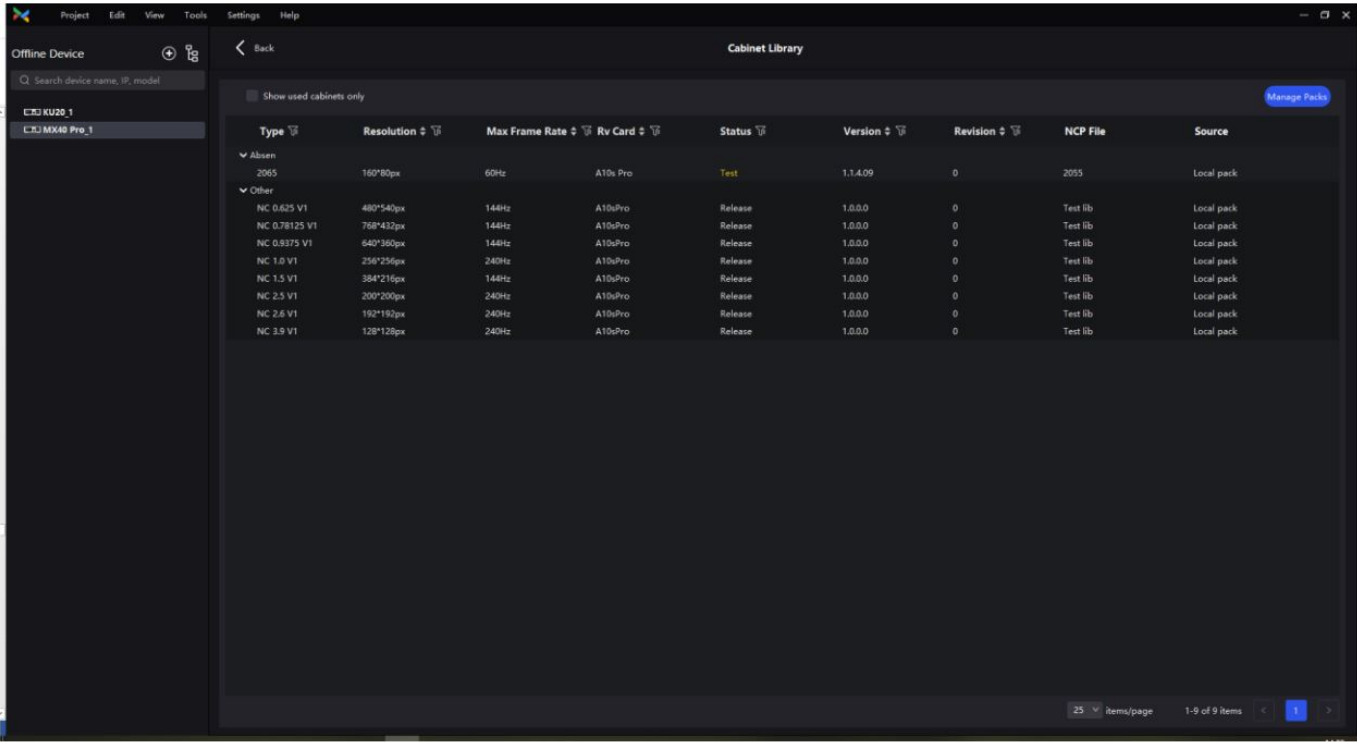 Project Edit View Tools Settings Help
Offline Device
Back
Cabinet Library
Search device name, IP, model
Show used cabinets only
Manage Packs
KU20_1
MX40 Pro_1
Type Resolution Max Frame Rate Rv Card Status Version Revision NCP File Source
Absen
2065 160*80px 60Hz A10s Pro Test 1.1.4.09 0 2055 Local pack
Other
NC 0.625 V1 480*540px 144Hz A10sPro Release 1.0.0.0 0 Test lib Local pack
NC 0.78125 V1 768*432px 144Hz A10sPro Release 1.0.0.0 0 Test lib Local pack
NC 0.9375 V1 640*360px 144Hz A10sPro Release 1.0.0.0 0 Test lib Local pack
NC 1.0 V1 256*256px 240Hz A10sPro Release 1.0.0.0 0 Test lib Local pack
NC 1.5 V1 384*216px 144Hz A10sPro Release 1.0.0.0 0 Test lib Local pack
NC 2.5 V1 200*200px 240Hz A10sPro Release 1.0.0.0 0 Test lib Local pack
NC 2.6 V1 192*192px 240Hz A10sPro Release 1.0.0.0 0 Test lib Local pack
NC 3.9 V1 128*128px 240Hz A10sPro Release 1.0.0.0 0 Test lib Local pack
25 items/page 1-9 of 9 items 1